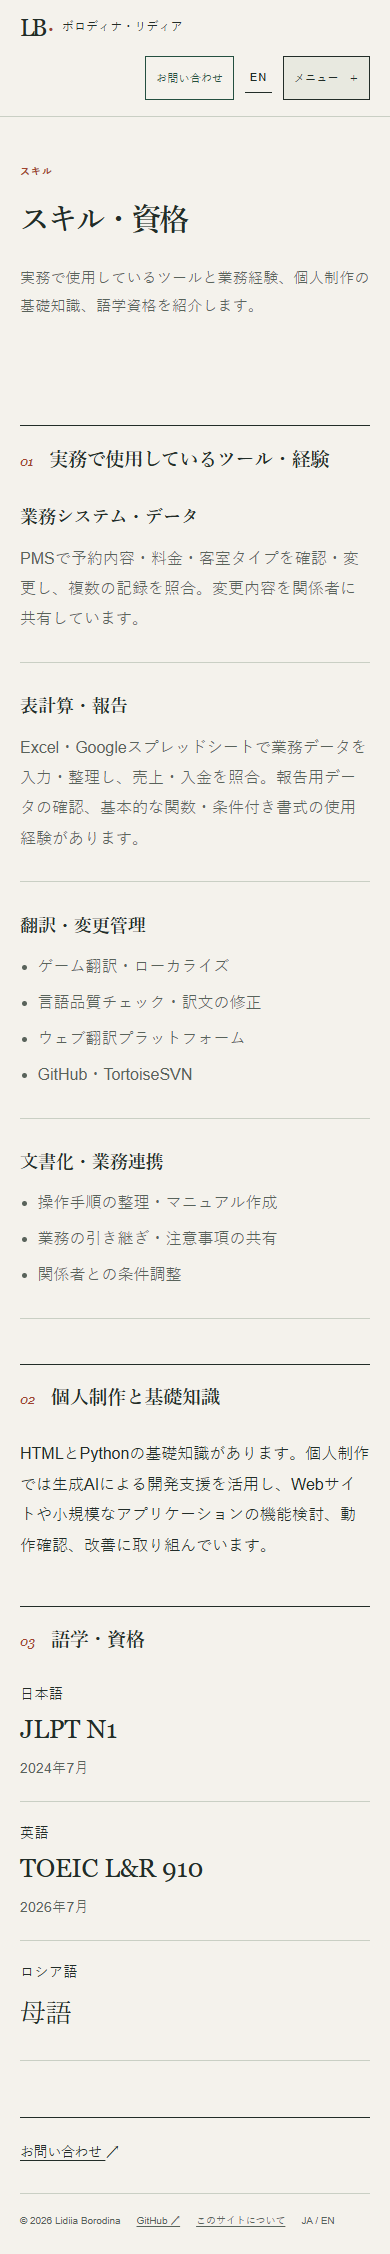 LB· ボロディナ・リディア
お問い合わせ EN メニュー +
スキル
スキル・資格
実務で使用しているツールと業務経験、個人制作の
基礎知識、語学資格を紹介します。
01 実務で使用しているツール・経験
業務システム・データ
PMSで予約内容・料金・客室タイプを確認・変
更し、複数の記録を照合。変更内容を関係者に
共有しています。
表計算・報告
Excel・Googleスプレッドシートで業務データを
入力・整理し、売上・入金を照合。報告用デー
タの確認、基本的な関数・条件付き書式の使用
経験があります。
翻訳・変更管理
• ゲーム翻訳・ローカライズ
• 言語品質チェック・訳文の修正
• ウェブ翻訳プラットフォーム
• GitHub・TortoiseSVN
文書化・業務連携
• 操作手順の整理・マニュアル作成
• 業務の引き継ぎ・注意事項の共有
• 関係者との条件調整
02 個人制作と基礎知識
HTMLとPythonの基礎知識があります。個人制作
では生成AIによる開発支援を活用し、Webサイ
トや小規模なアプリケーションの機能検討、動
作確認、改善に取り組んでいます。
03 語学・資格
日本語
JLPT N1
2024年7月
英語
TOEIC L&R 910
2026年7月
ロシア語
母語
お問い合わせ ↗
© 2026 Lidiia Borodina GitHub ↗ このサイトについて JA / EN